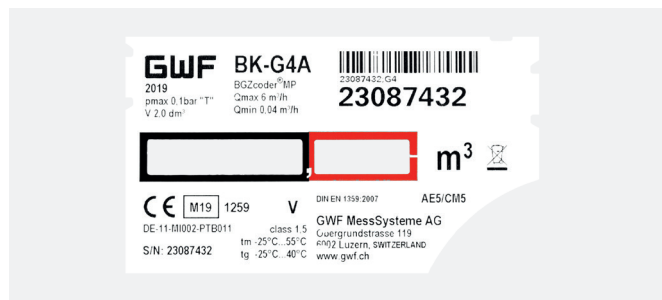 GWF BK-G4A
2019
BGZcoder®MP
pmax 0,1bar "T"
Qmax 6 m³/h
V 2.0 dm³
Qmin 0,04 m³/h
23087432.G4
23087432
, m³
CE M19 1259 V
DIN EN 1359:2007 AE5/CM5
DE-11-MI002-PTB011
class 1.5
GWF MessSysteme AG
tm -25°C...55°C
Obergrundstrasse 119
S/N: 23087432
tg -25°C...40°C
6002 Luzern, SWITZERLAND
www.gwf.ch